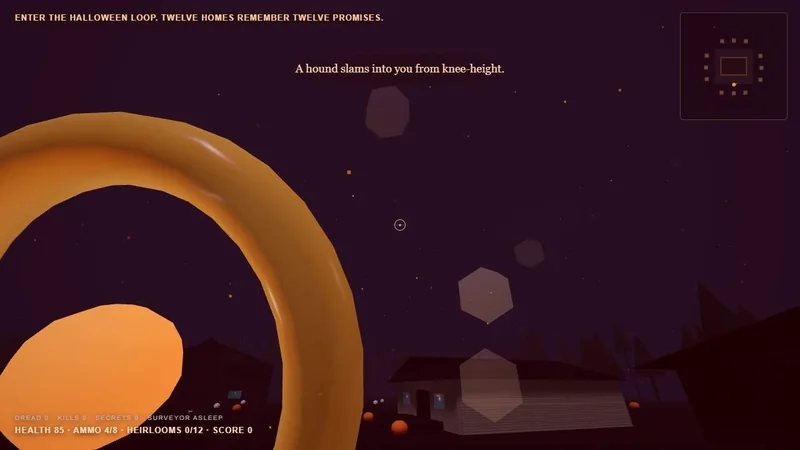 ENTER THE HALLOWEEN LOOP. TWELVE HOMES REMEMBER TWELVE PROMISES.
A hound slams into you from knee-height.
DREAD 0 · KILLS 0 · SECRETS 0 · SURVEYOR ASLEEP
HEALTH 85 · AMMO 4/8 · HEIRLOOMS 0/12 · SCORE 0